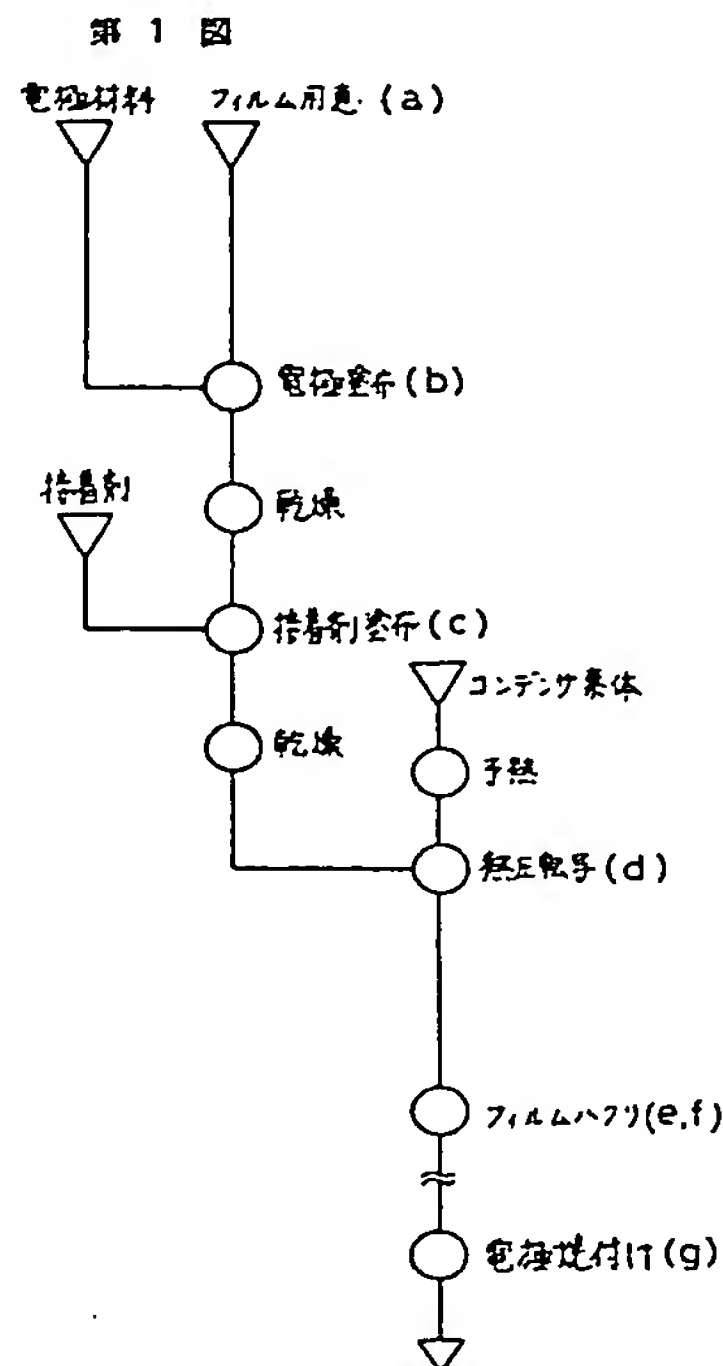 第 1 図
電極材料 フィルム用意 (a)
電極塗布 (b)
乾燥
接着剤
接着剤塗布 (c)
コンデンサ素体
乾燥
予熱
熱圧転写 (d)
フィルムハクリ (e,f)
電極焼付け (g)